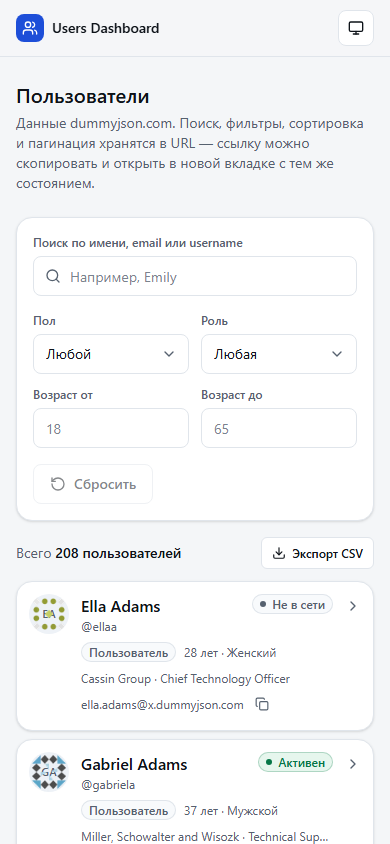 Users Dashboard
Пользователи
Данные dummyjson.com. Поиск, фильтры, сортировка
и пагинация хранятся в URL — ссылку можно
скопировать и открыть в новой вкладке с тем же
состоянием.
Поиск по имени, email или username
Например, Emily
Пол
Роль
Любой
Любая
Возраст от
Возраст до
18
65
Сбросить
Всего 208 пользователей
Экспорт CSV
EA
Ella Adams
Не в сети
@ellaa
Пользователь 28 лет · Женский
Cassin Group · Chief Technology Officer
ella.adams@x.dummyjson.com
GA
Gabriel Adams
Активен
@gabriela
Пользователь 37 лет · Мужской
Miller, Schowalter and Wisozk · Technical Sup...